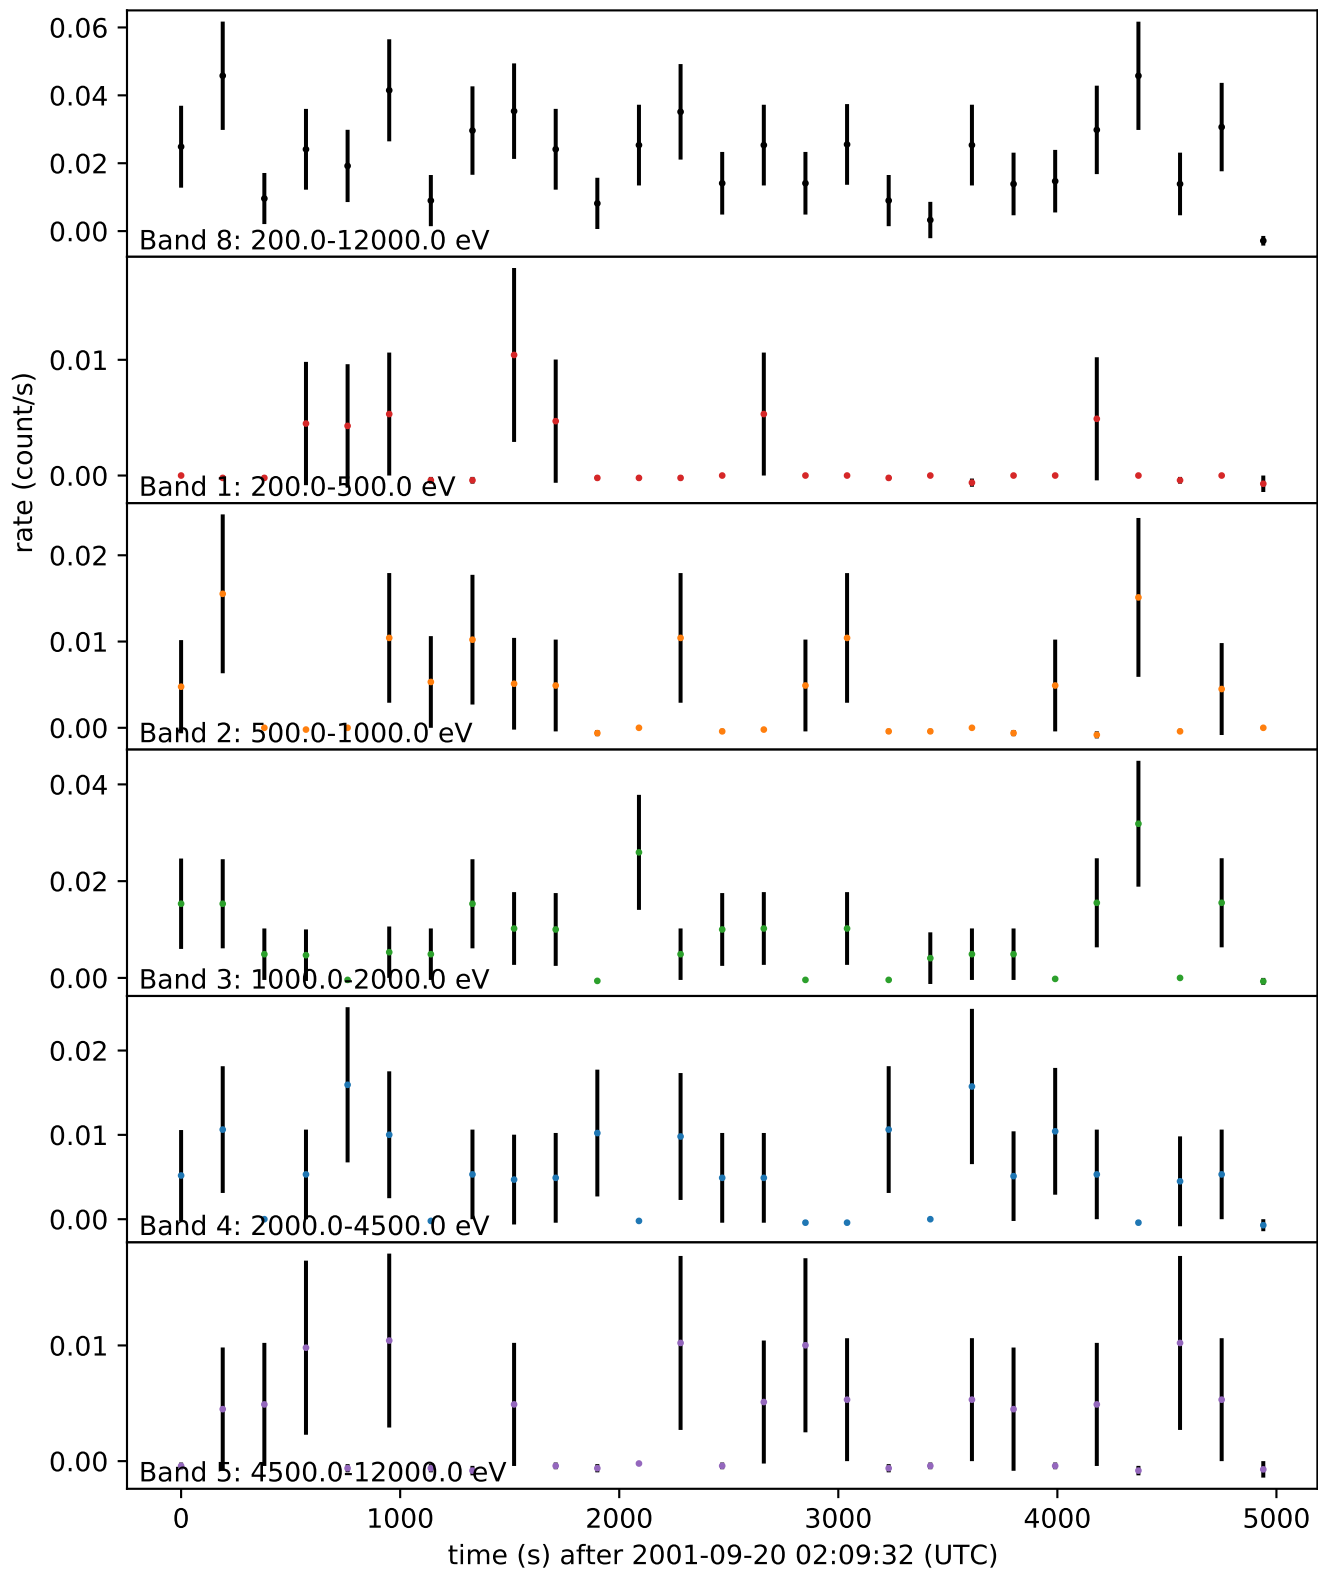 0.06
0.04
0.02
0.00
Band 8: 200.0-12000.0 eV
0.01
0.00
Band 1: 200.0-500.0 eV
rate (count/s)
0.02
0.01
0.00
Band 2: 500.0-1000.0 eV
0.04
0.02
0.00
Band 3: 1000.0-2000.0 eV
0.02
0.01
0.00
Band 4: 2000.0-4500.0 eV
0.01
0.00
Band 5: 4500.0-12000.0 eV
0 1000 2000 3000 4000 5000
time (s) after 2001-09-20 02:09:32 (UTC)